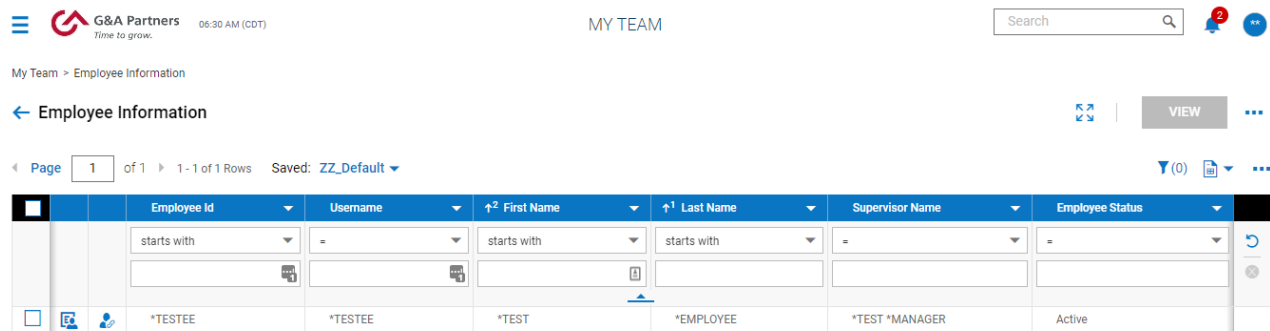 G&A Partners
Time to grow.
06:30 AM (CDT)
MY TEAM
Search
2
**
My Team > Employee Information
Employee Information
VIEW
Page 1 of 1 1 - 1 of 1 Rows Saved: ZZ_Default
(0)
Employee Id Username 2 First Name 1 Last Name Supervisor Name Employee Status
starts with = starts with starts with = =
*TESTEE *TESTEE *TEST *EMPLOYEE *TEST *MANAGER Active